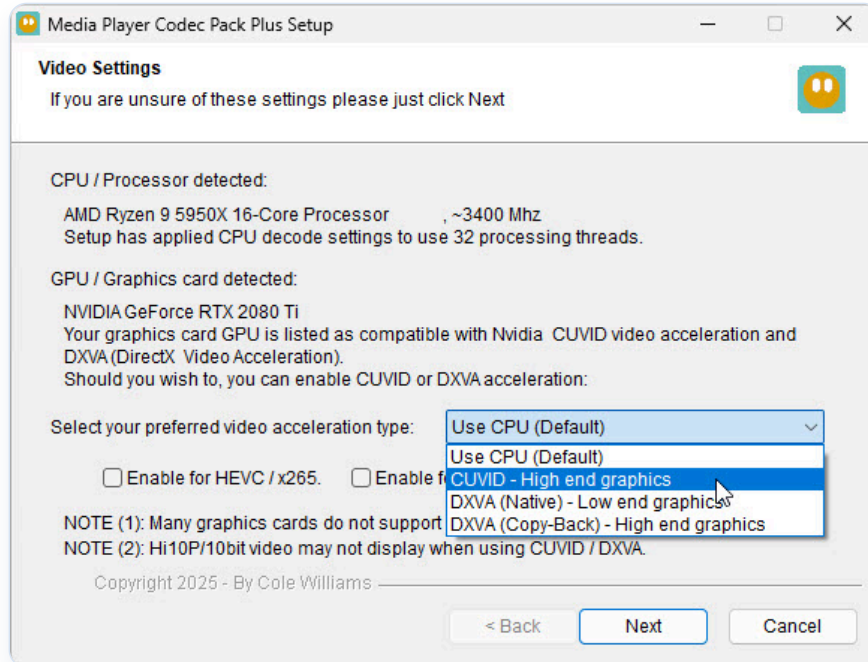 Media Player Codec Pack Plus Setup
Video Settings
If you are unsure of these settings please just click Next
CPU / Processor detected:
AMD Ryzen 9 5950X 16-Core Processor , ~3400 Mhz
Setup has applied CPU decode settings to use 32 processing threads.
GPU / Graphics card detected:
NVIDIA GeForce RTX 2080 Ti
Your graphics card GPU is listed as compatible with Nvidia CUVID video acceleration and
DXVA (DirectX Video Acceleration).
Should you wish to, you can enable CUVID or DXVA acceleration:
Select your preferred video acceleration type: Use CPU (Default)
Use CPU (Default)
CUVID - High end graphics
DXVA (Native) - Low end graphics
DXVA (Copy-Back) - High end graphics
Enable for HEVC / x265. Enable
NOTE (1): Many graphics cards do not support
NOTE (2): Hi10P/10bit video may not display when using CUVID / DXVA.
Copyright 2025 - By Cole Williams
< Back Next Cancel